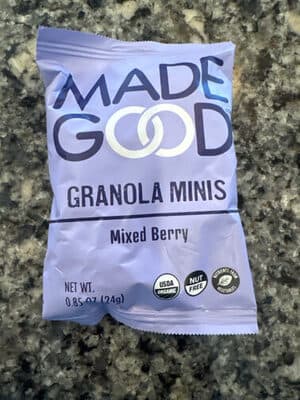 MADE
GOOD
GRANOLA MINIS
Mixed Berry
USDA
ORGANIC
NUT
FREE
NET WT.
0.85 OZ (24g)